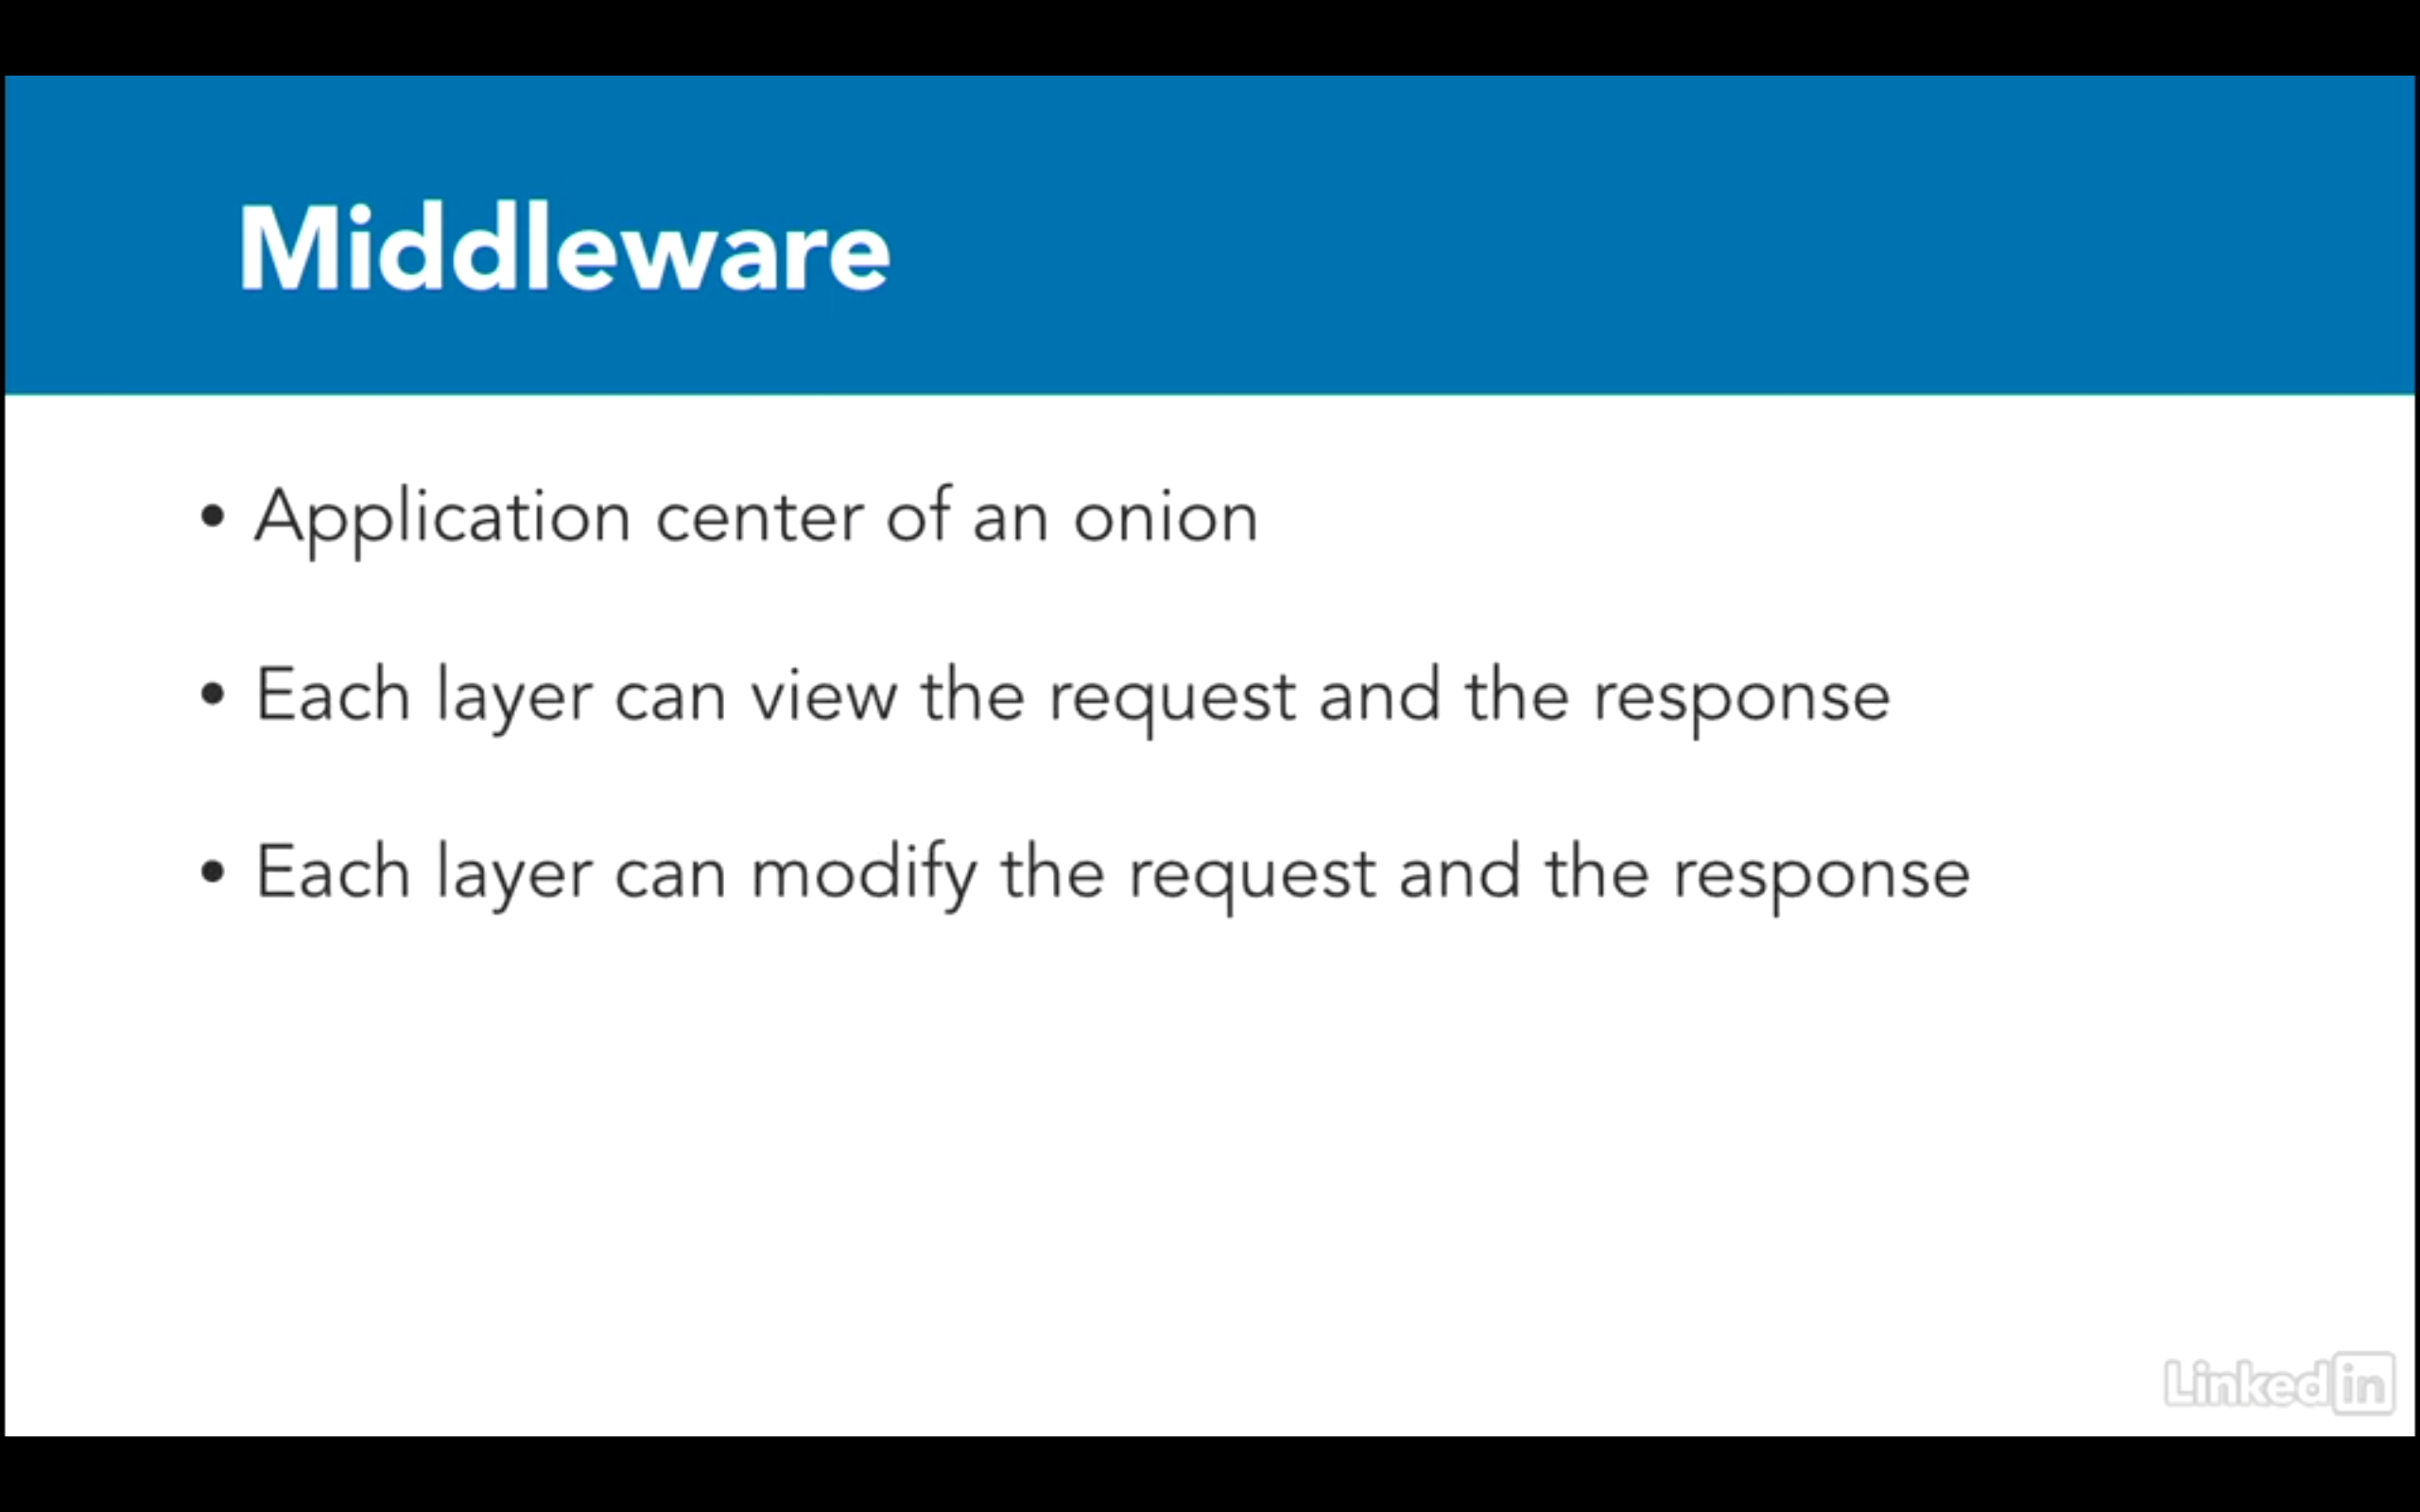 Middleware
• Application center of an onion
• Each layer can view the request and the response
• Each layer can modify the request and the response
LinkedIn